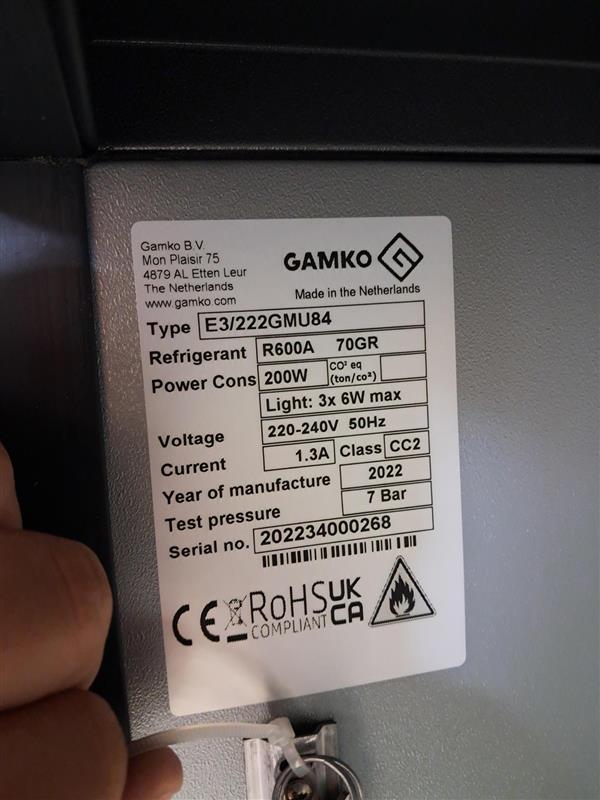 Gamko B.V.
Mon Plaisir 75
4879 AL Etten Leur
The Netherlands
www.gamko.com
GAMKO
Made in the Netherlands
Type E3/222GMU84
Refrigerant R600A 70GR
Power Cons 200W CO² eq (ton/co²)
Light: 3x 6W max
Voltage 220-240V 50Hz
Current 1.3A Class CC2
Year of manufacture 2022
Test pressure 7 Bar
Serial no. 202234000268
CE RoHS COMPLIANT UK CA